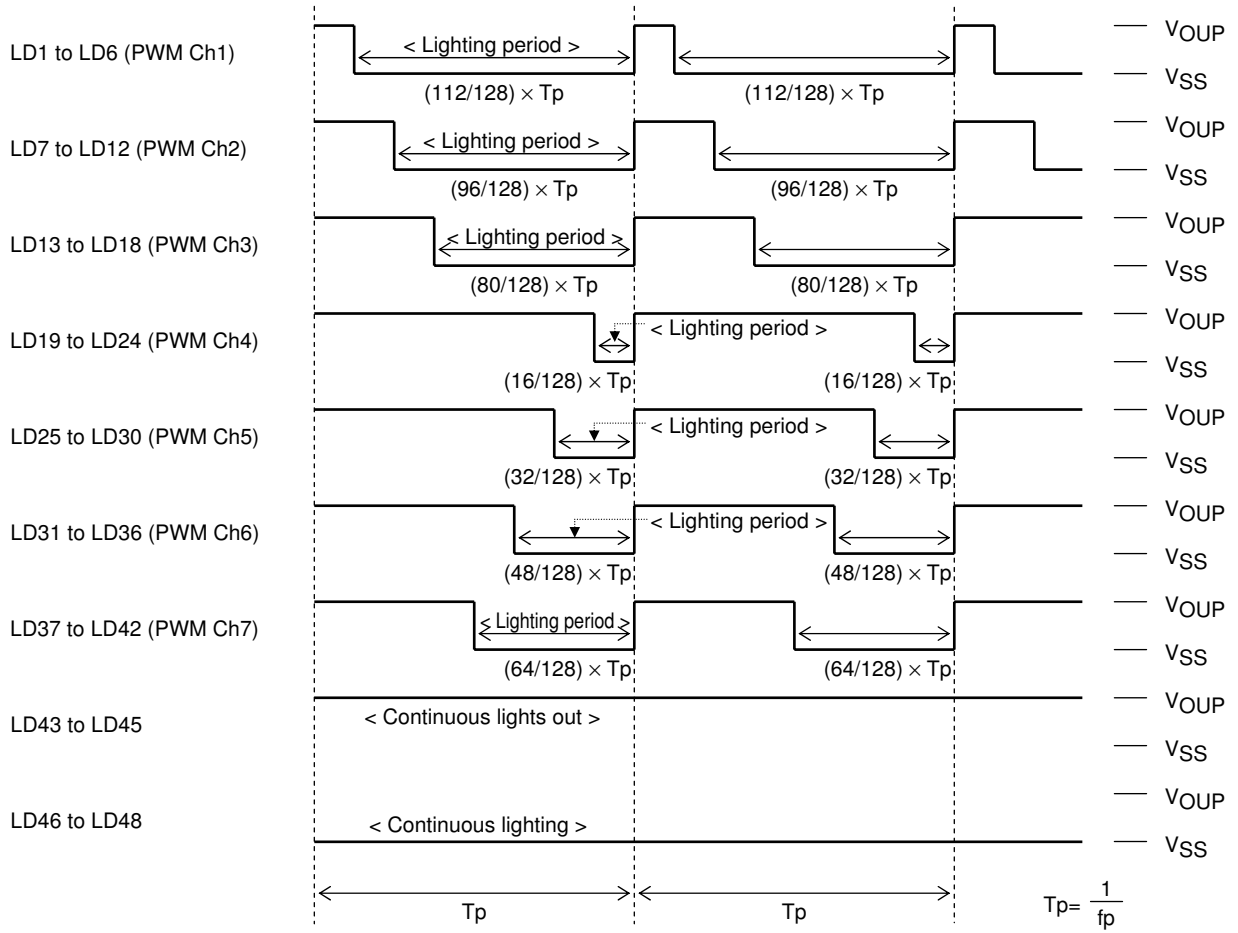 LD1 to LD6 (PWM Ch1)
< Lighting period >
(112/128) × Tp
(112/128) × Tp
VOUP
VSS
LD7 to LD12 (PWM Ch2)
< Lighting period >
(96/128) × Tp
(96/128) × Tp
VOUP
VSS
LD13 to LD18 (PWM Ch3)
< Lighting period >
(80/128) × Tp
(80/128) × Tp
VOUP
VSS
LD19 to LD24 (PWM Ch4)
< Lighting period >
(16/128) × Tp
(16/128) × Tp
VOUP
VSS
LD25 to LD30 (PWM Ch5)
< Lighting period >
(32/128) × Tp
(32/128) × Tp
VOUP
VSS
LD31 to LD36 (PWM Ch6)
< Lighting period >
(48/128) × Tp
(48/128) × Tp
VOUP
VSS
LD37 to LD42 (PWM Ch7)
< Lighting period >
(64/128) × Tp
(64/128) × Tp
VOUP
VSS
LD43 to LD45
< Continuous lights out >
VOUP
VSS
LD46 to LD48
< Continuous lighting >
VOUP
VSS
Tp
Tp
Tp= 1
fp